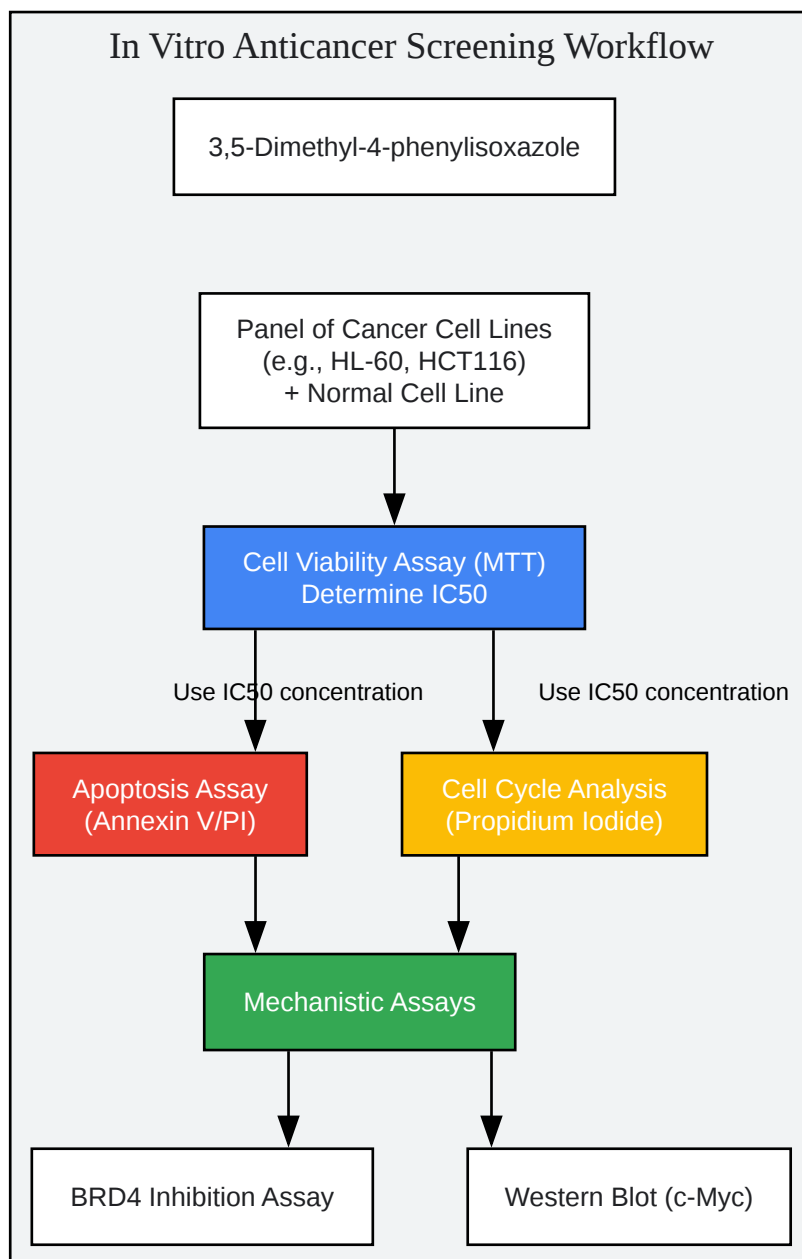 In Vitro Anticancer Screening Workflow
3,5-Dimethyl-4-phenylisoxazole
Panel of Cancer Cell Lines
(e.g., HL-60, HCT116)
+ Normal Cell Line
Cell Viability Assay (MTT)
Determine IC50
Use IC50 concentration
Use IC50 concentration
Apoptosis Assay
(Annexin V/PI)
Cell Cycle Analysis
(Propidium Iodide)
Mechanistic Assays
BRD4 Inhibition Assay
Western Blot (c-Myc)